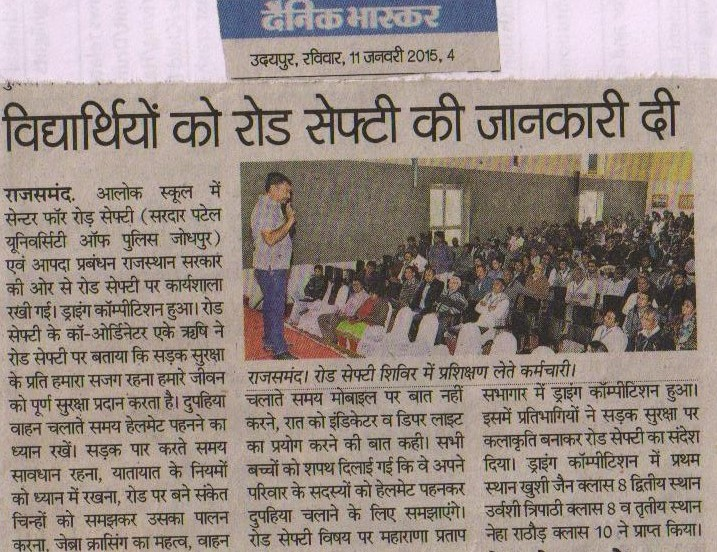 दैनिक भास्कर
उदयपुर, रविवार, 11 जनवरी 2015, 4
विद्यार्थियों को रोड सेफ्टी की जानकारी दी
राजसमंद. आलोक स्कूल में
सेन्टर फॉर रोड़ सेफ्टी (सरदार पटेल
यूनिवर्सिटी ऑफ पुलिस जोधपुर)
एवं आपदा प्रबंधन राजस्थान सरकार
की ओर से रोड सेफ्टी पर कार्यशाला
रखी गई। ड्राइंग कॉम्पीटिशन हुआ। रोड
सेफ्टी के कॉ-ओर्डिनेटर एके ऋषि ने
रोड सेफ्टी पर बताया कि सड़क सुरक्षा
के प्रति हमारा सजग रहना हमारे जीवन
को पूर्ण सुरक्षा प्रदान करता है। दुपहिया
वाहन चलाते समय हेलमेट पहनने का
ध्यान रखें। सड़क पार करते समय
सावधान रहना, यातायात के नियमों
को ध्यान में रखना, रोड पर बने संकेत
चिन्हों को समझकर उसका पालन
करना, जेब्रा क्रासिंग का महत्व, वाहन
राजसमंद। रोड सेफ्टी शिविर में प्रशिक्षण लेते कर्मचारी।
चलाते समय मोबाइल पर बात नहीं
करने, रात को इंडिकेटर व डिपर लाइट
का प्रयोग करने की बात कही। सभी
बच्चों को शपथ दिलाई गई कि वे अपने
परिवार के सदस्यों को हेलमेट पहनकर
दुपहिया चलाने के लिए समझाएंगे।
रोड सेफ्टी विषय पर महाराणा प्रताप
सभागार में ड्राइंग कॉम्पीटिशन हुआ।
इसमें प्रतिभागियों ने सड़क सुरक्षा पर
कलाकृति बनाकर रोड सेफ्टी का संदेश
दिया। ड्राइंग कॉम्पीटिशन में प्रथम
स्थान खुशी जैन क्लास 8 द्वितीय स्थान
उर्वशी त्रिपाठी क्लास 8 व तृतीय स्थान
नेहा राठौड़ क्लास 10 ने प्राप्त किया।